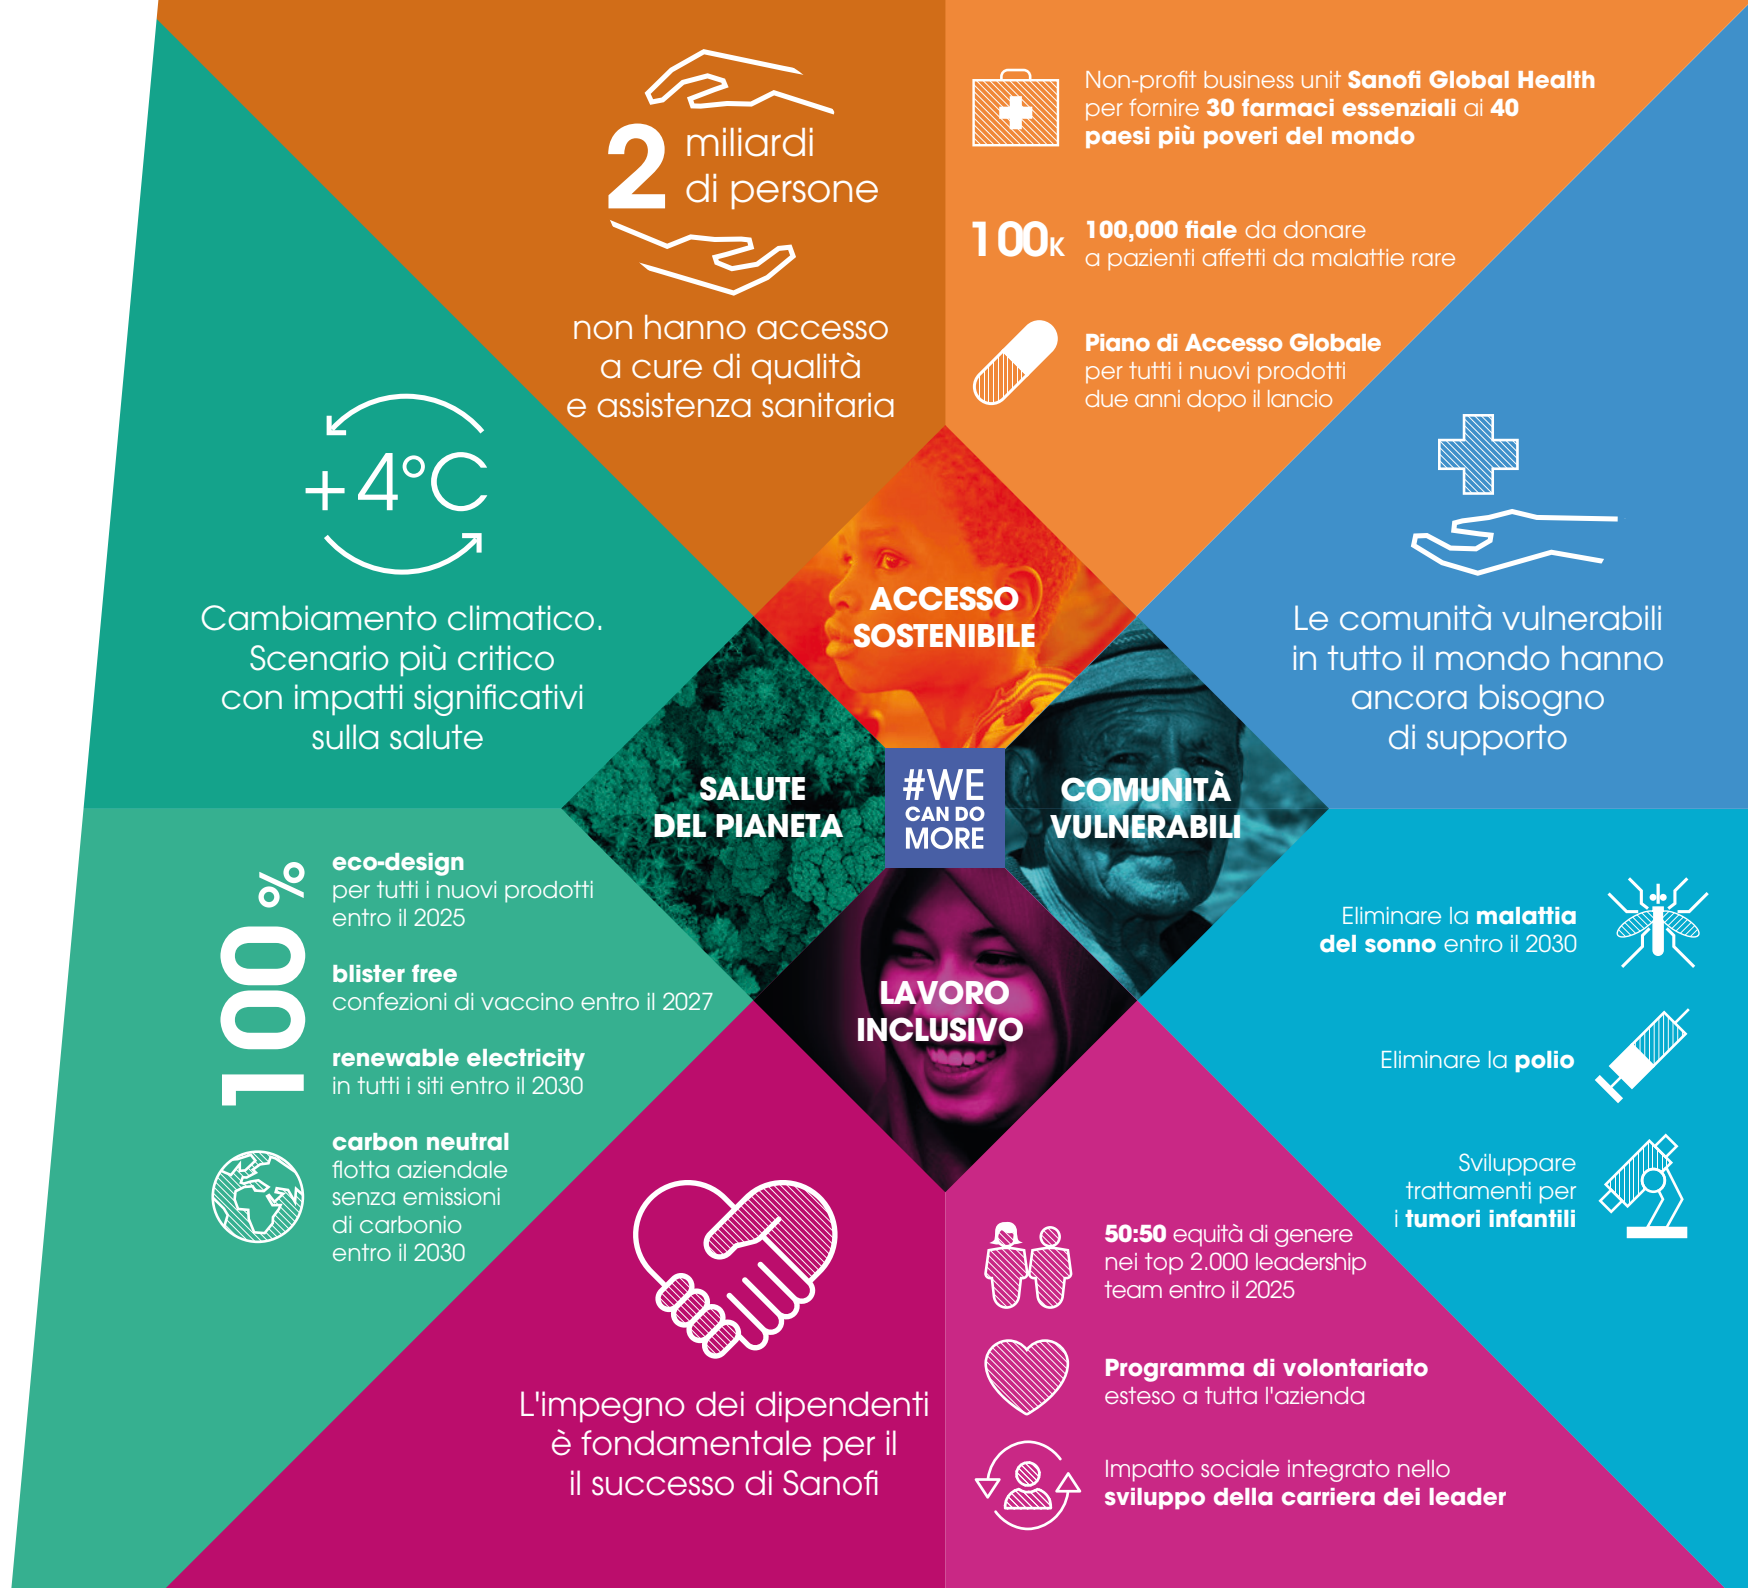 2
miliardi
di persone
non hanno accesso
a cure di qualità
e assistenza sanitaria
Non-profit business unit Sanofi Global Health
per fornire 30 farmaci essenziali ai 40
paesi più poveri del mondo
100K
100,000 fiale da donare
a pazienti affetti da malattie rare
Piano di Accesso Globale
per tutti i nuovi prodotti
due anni dopo il lancio
+4°C
Cambiamento climatico.
Scenario più critico
con impatti significativi
sulla salute
ACCESSO
SOSTENIBILE
Le comunità vulnerabili
in tutto il mondo hanno
ancora bisogno
di supporto
SALUTE
DEL PIANETA
#WE
CAN DO
MORE
COMUNITÀ
VULNERABILI
LAVORO
INCLUSIVO
100%
eco-design
per tutti i nuovi prodotti
entro il 2025
blister free
confezioni di vaccino entro il 2027
renewable electricity
in tutti i siti entro il 2030
carbon neutral
flotta aziendale
senza emissioni
di carbonio
entro il 2030
Eliminare la malattia
del sonno entro il 2030
Eliminare la polio
Sviluppare
trattamenti per
i tumori infantili
L'impegno dei dipendenti
è fondamentale per il
il successo di Sanofi
50:50 equità di genere
nei top 2.000 leadership
team entro il 2025
Programma di volontariato
esteso a tutta l'azienda
Impatto sociale integrato nello
sviluppo della carriera dei leader